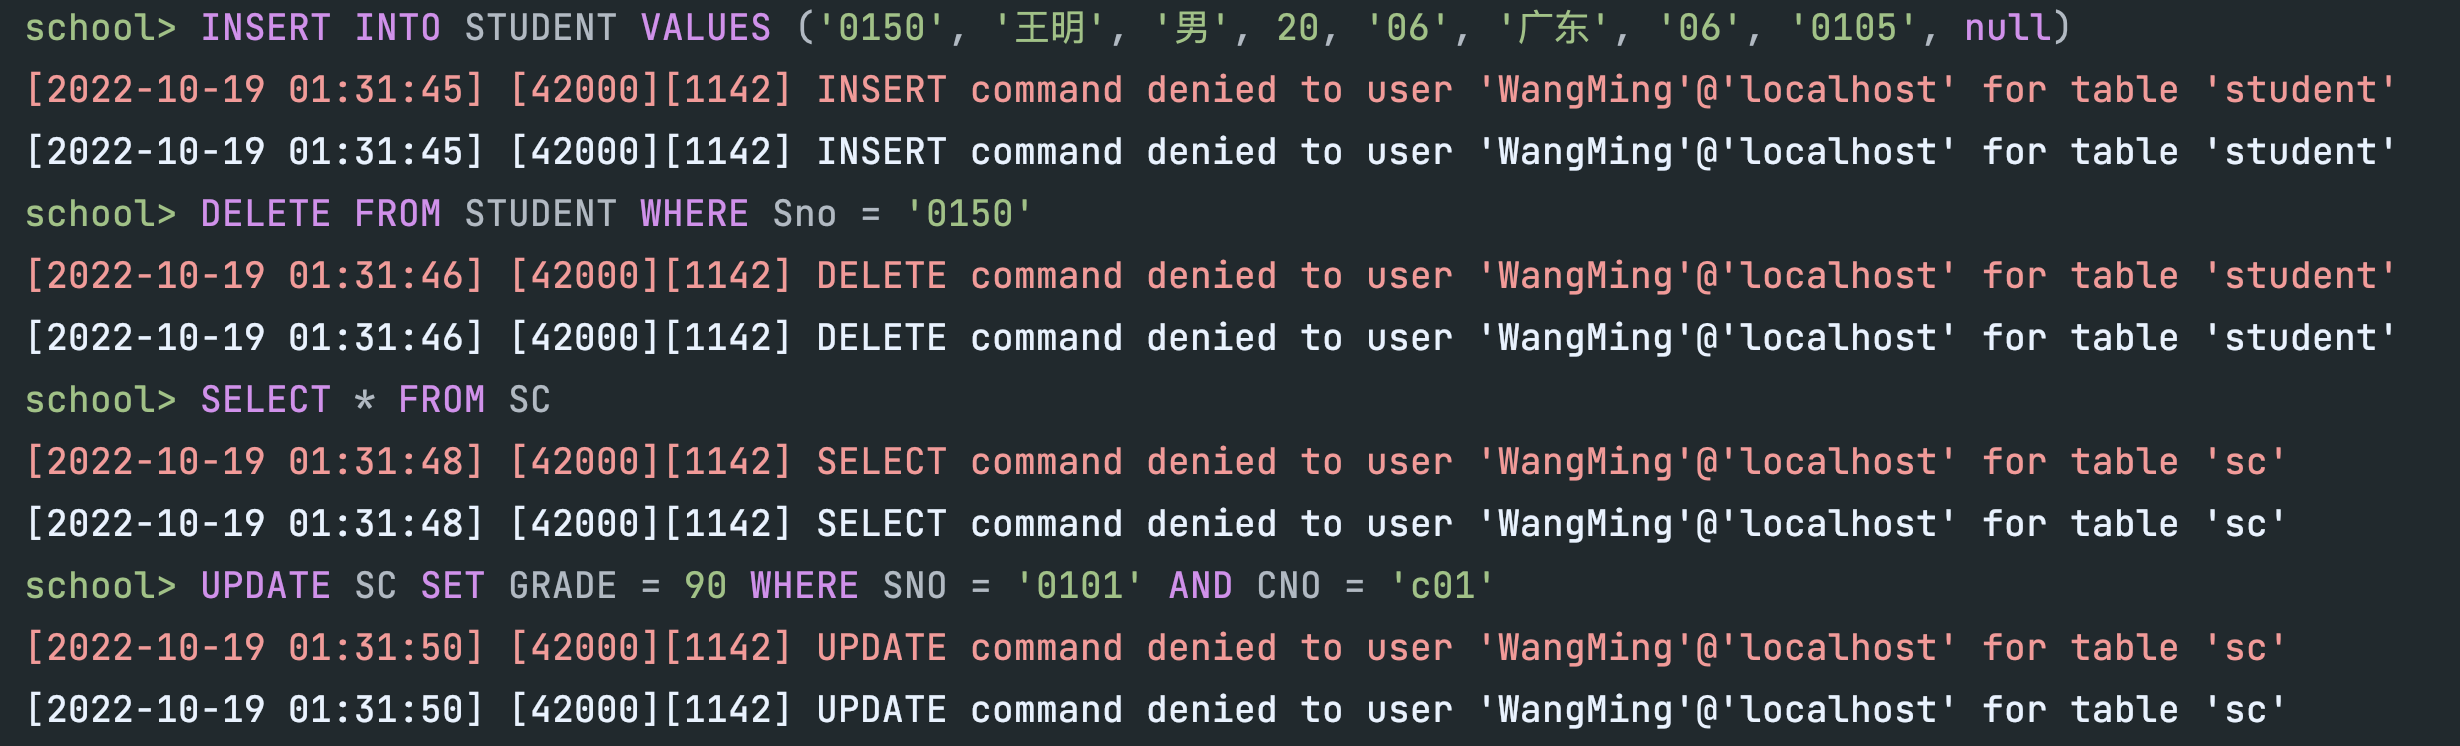 school> INSERT INTO STUDENT VALUES ('0150', '王明', '男', 20, '06', '广东', '06', '0105', null)
[2022-10-19 01:31:45] [42000][1142] INSERT command denied to user 'WangMing'@'localhost' for table 'student'
[2022-10-19 01:31:45] [42000][1142] INSERT command denied to user 'WangMing'@'localhost' for table 'student'
school> DELETE FROM STUDENT WHERE Sno = '0150'
[2022-10-19 01:31:46] [42000][1142] DELETE command denied to user 'WangMing'@'localhost' for table 'student'
[2022-10-19 01:31:46] [42000][1142] DELETE command denied to user 'WangMing'@'localhost' for table 'student'
school> SELECT * FROM SC
[2022-10-19 01:31:48] [42000][1142] SELECT command denied to user 'WangMing'@'localhost' for table 'sc'
[2022-10-19 01:31:48] [42000][1142] SELECT command denied to user 'WangMing'@'localhost' for table 'sc'
school> UPDATE SC SET GRADE = 90 WHERE SNO = '0101' AND CNO = 'c01'
[2022-10-19 01:31:50] [42000][1142] UPDATE command denied to user 'WangMing'@'localhost' for table 'sc'
[2022-10-19 01:31:50] [42000][1142] UPDATE command denied to user 'WangMing'@'localhost' for table 'sc'